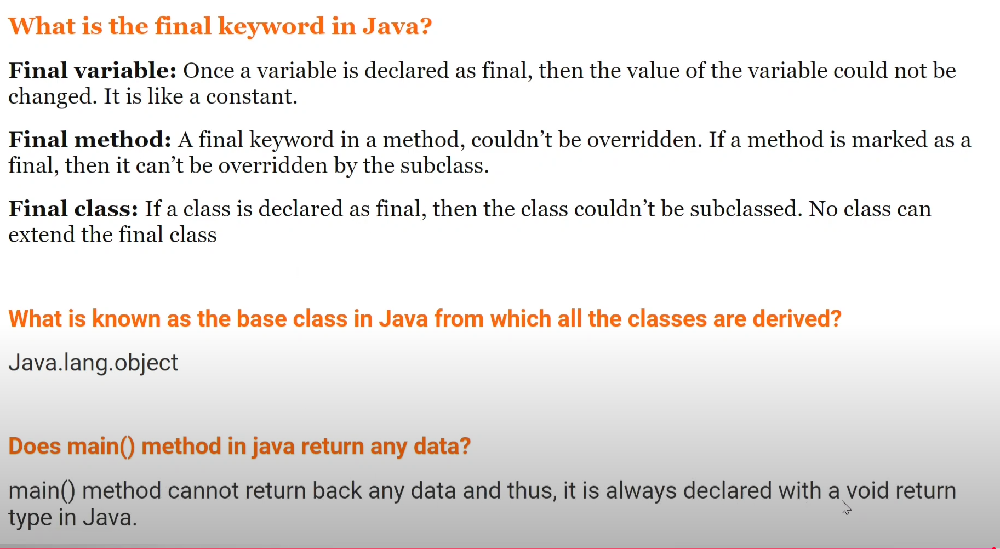 What is the final keyword in Java?
Final variable: Once a variable is declared as final, then the value of the variable could not be
changed. It is like a constant.
Final method: A final keyword in a method, couldn’t be overridden. If a method is marked as a
final, then it can’t be overridden by the subclass.
Final class: If a class is declared as final, then the class couldn’t be subclassed. No class can
extend the final class
What is known as the base class in Java from which all the classes are derived?
Java.lang.object
Does main() method in java return any data?
main() method cannot return back any data and thus, it is always declared with a void return
type in Java.